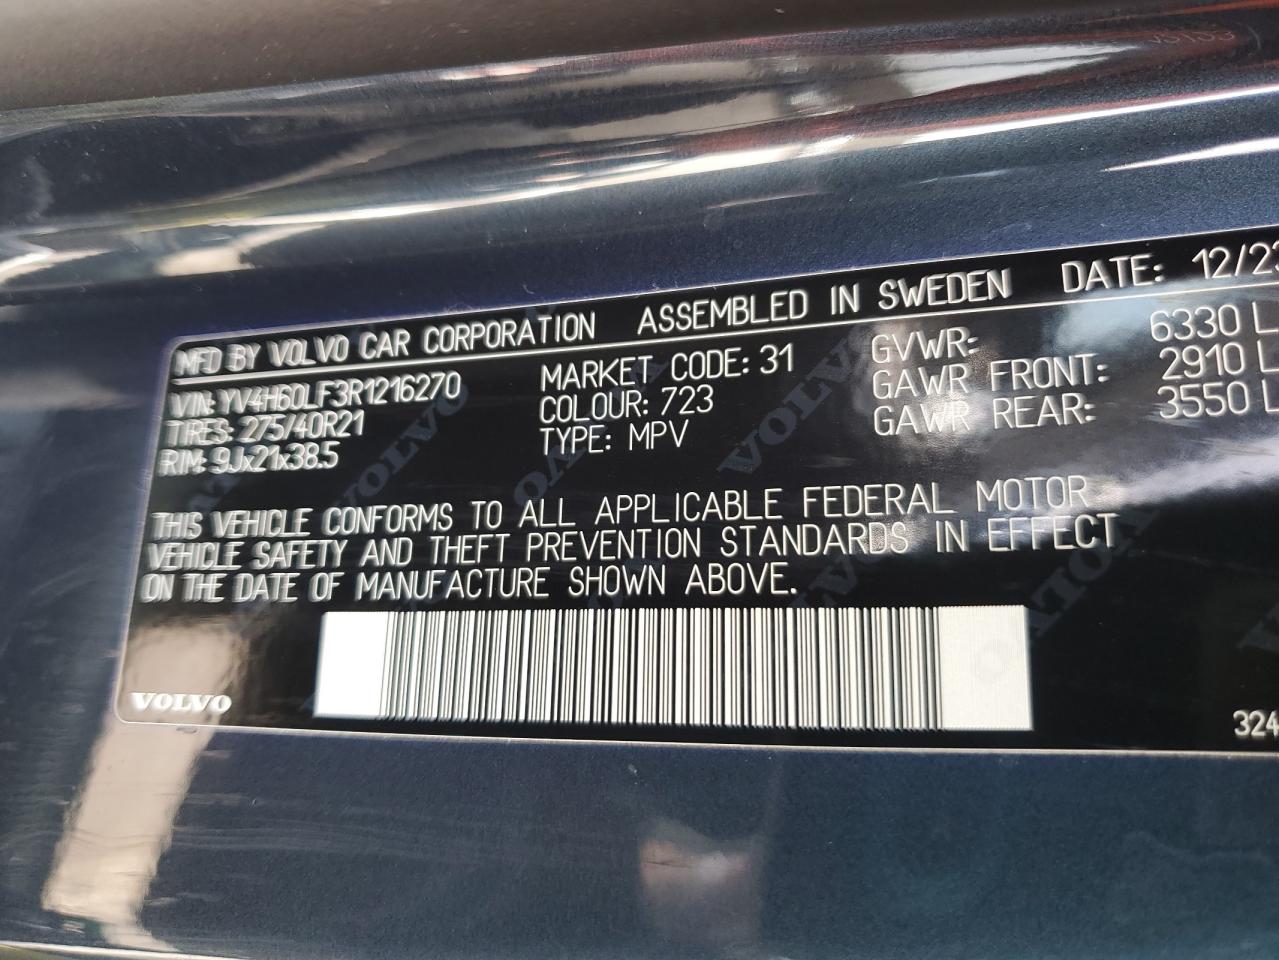 MFD BY VOLVO CAR CORPORATION ASSEMBLED IN SWEDEN DATE: 12/23
VIN: YV4H60LF3R1216270 MARKET CODE: 31 GVWR: 6330 L
TIRES: 275/40R21 COLOUR: 723 GAWR FRONT: 2910 L
RIM: 9Jx21x38.5 TYPE: MPV GAWR REAR: 3550 L
THIS VEHICLE CONFORMS TO ALL APPLICABLE FEDERAL MOTOR
VEHICLE SAFETY AND THEFT PREVENTION STANDARDS IN EFFECT
ON THE DATE OF MANUFACTURE SHOWN ABOVE.
VOLVO
324